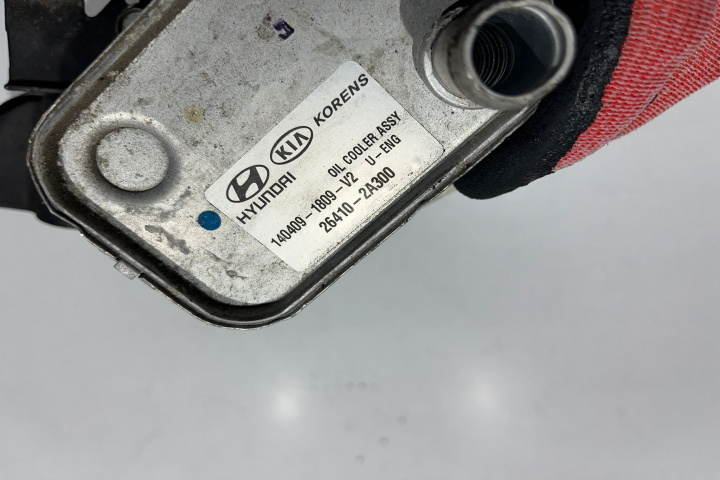 HYUNDAI KIA KORENS
OIL COOLER ASSY
140409-1809-V2 U-ENG
26410-2A300